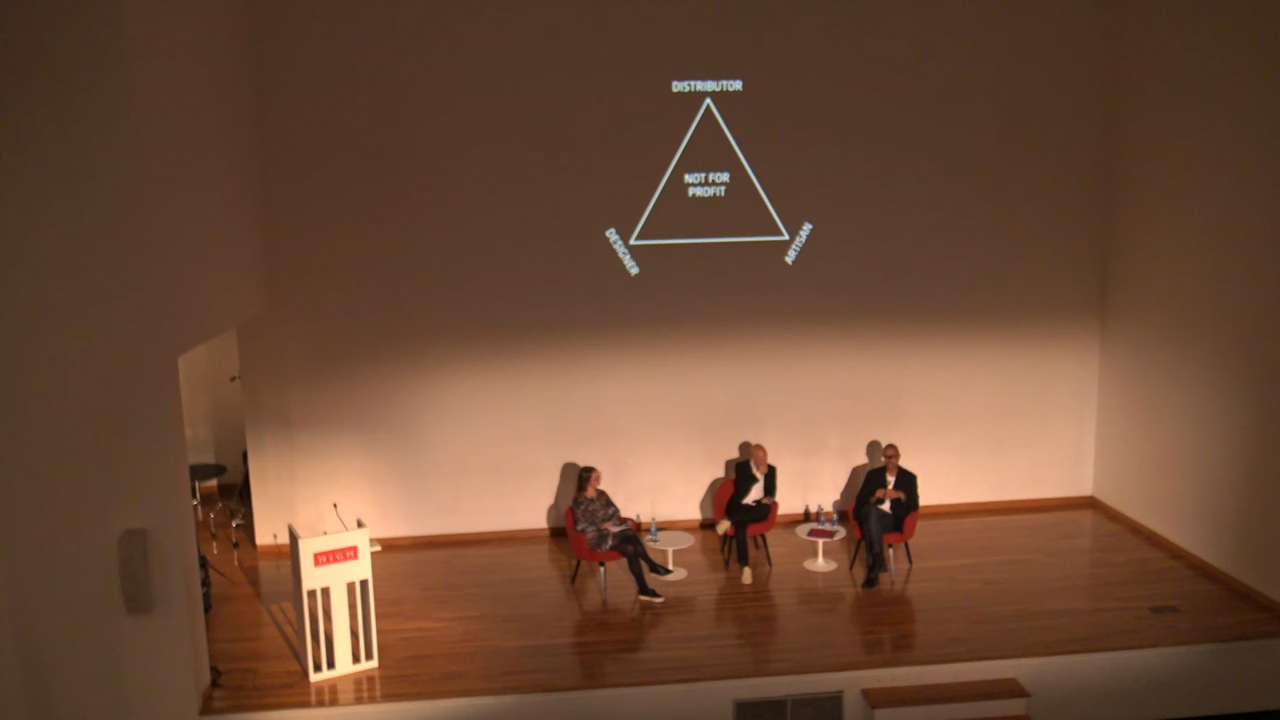 DISTRIBUTOR
NOT FOR
PROFIT
DESIGNER
ARTISAN
HIGH